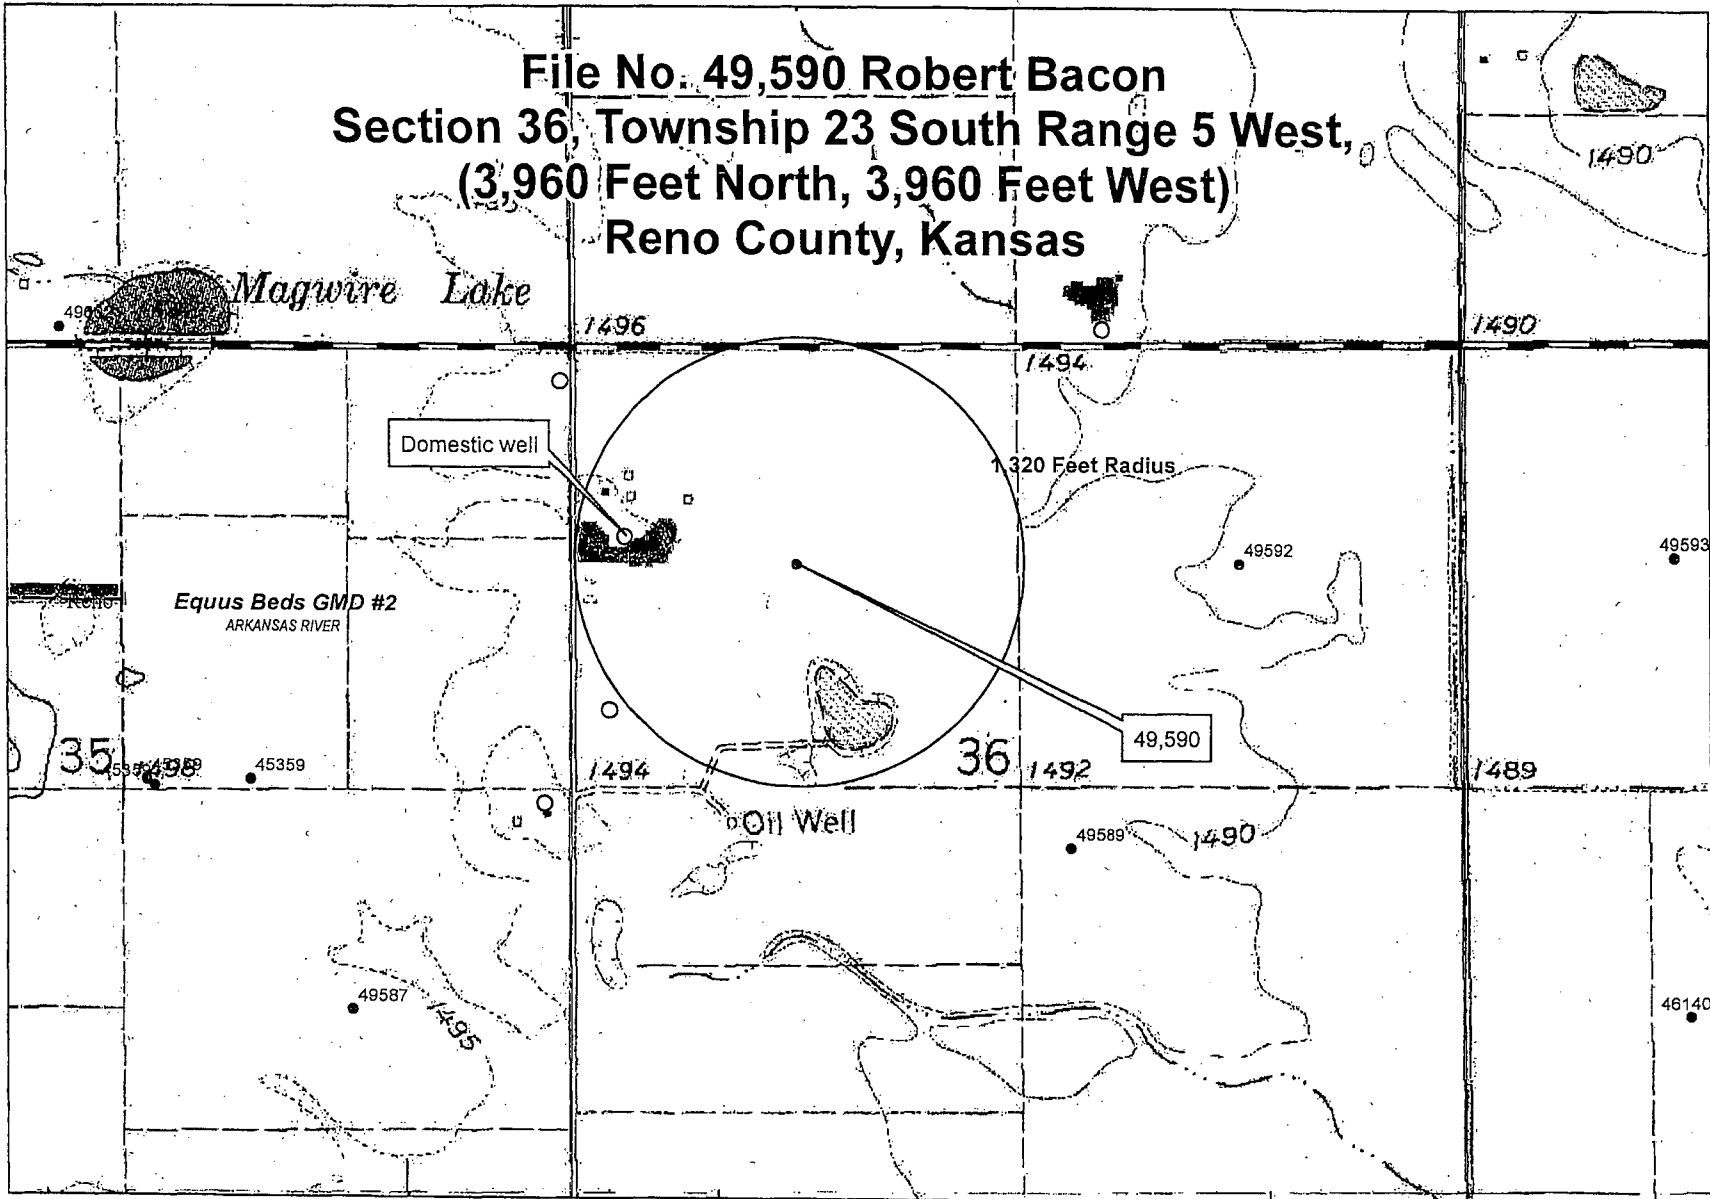 File No. 49,590 Robert Bacon
Section 36, Township 23 South Range 5 West,
(3,960 Feet North, 3,960 Feet West)
Reno County, Kansas
1490
Magwire Lake
1496
1490
1494
Domestic well
1,320 Feet Radius
49592
49593
Equus Beds GMD #2
ARKANSAS RIVER
49,590
35
45359
36
1494
1492
1489
Oil Well
49589
1490
49587
1495
46140